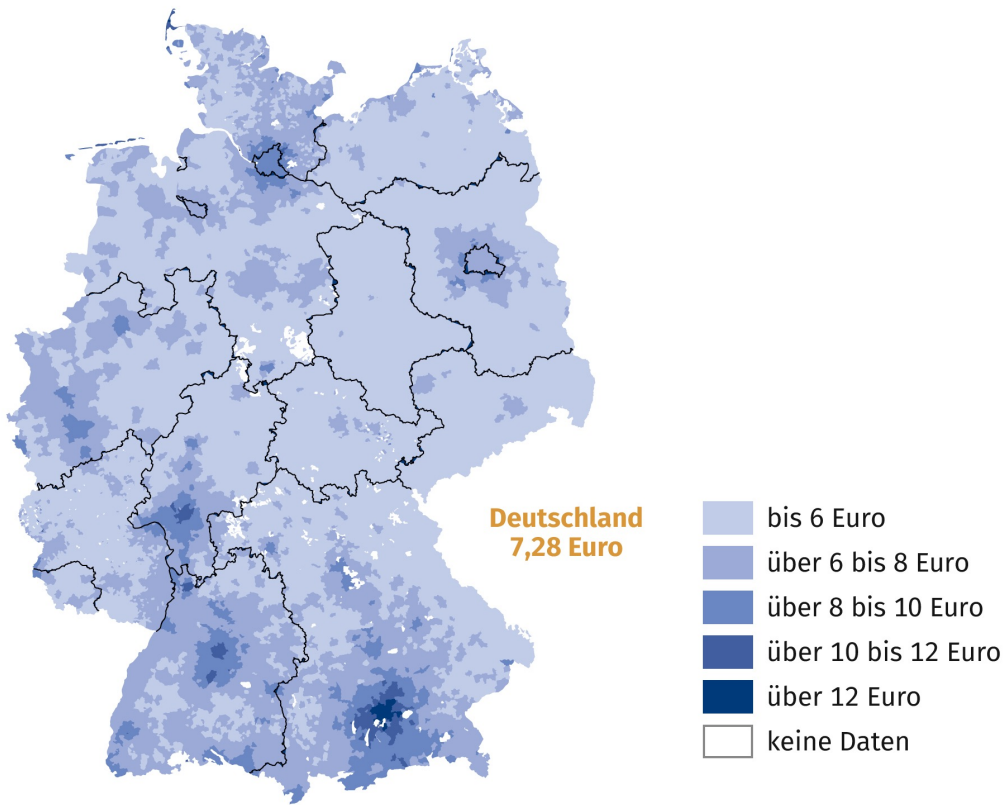 Deutschland
7,28 Euro
bis 6 Euro
über 6 bis 8 Euro
über 8 bis 10 Euro
über 10 bis 12 Euro
über 12 Euro
keine Daten